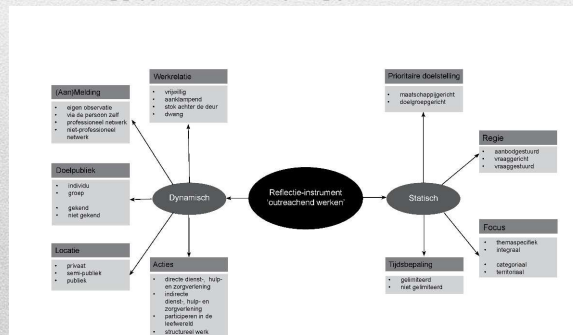 Werkrelatie
vrijwillig
aanklampend
stok achter de deur
dwang
(Aan)Melding
eigen observatie
via de persoon zelf
professioneel netwerk
niet-professioneel
netwerk
Doelpubliek
individu
groep
gekend
niet gekend
Locatie
privaat
semi-publiek
publiek
Acties
directe dienst-, hulp-
en zorgverlening
indirecte
dienst-, hulp- en
zorgverlening
participeren in de
leefwereld
structureel werk
Dynamisch
Reflectie-instrument
'outreachend werken'
Statisch
Prioritaire doelstelling
maatschappijgericht
doelgroepgericht
Regie
aanbodgestuurd
vraaggericht
vraaggestuurd
Focus
themaspecifiek
integraal
categoriaal
territoriaal
Tijdsbepaling
gelimiteerd
niet gelimiteerd